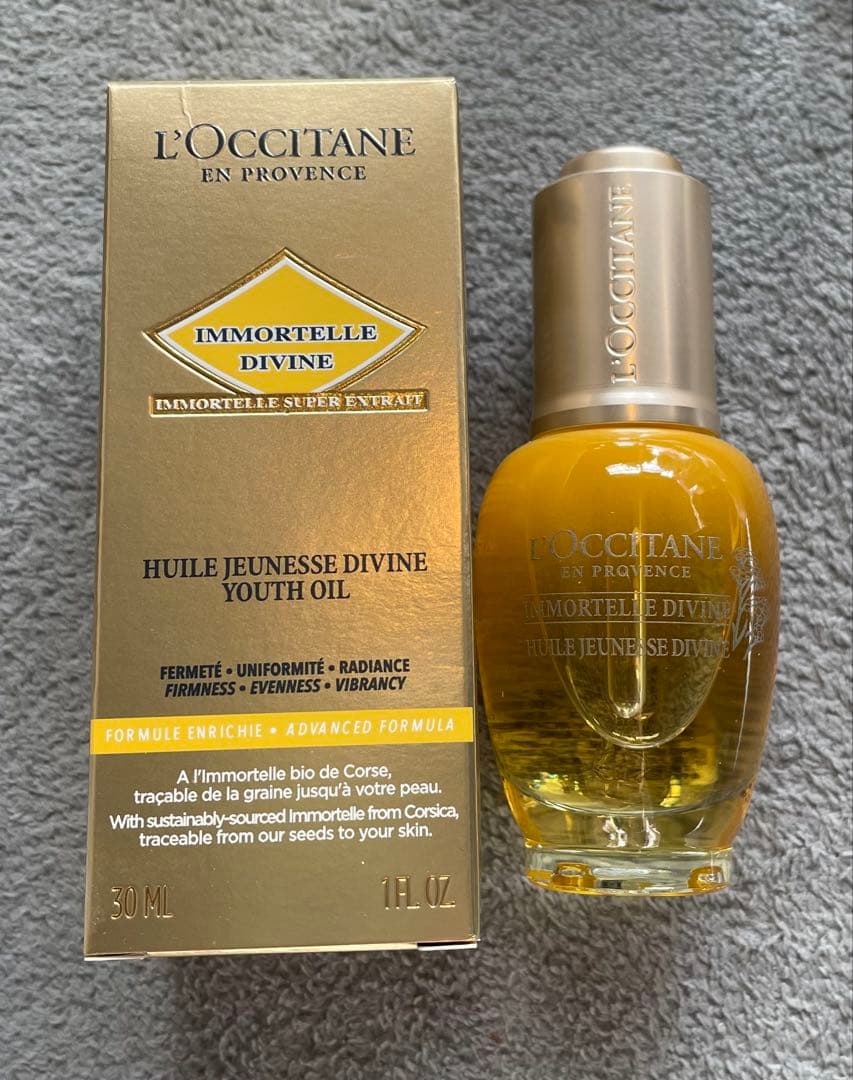 L'OCCITANE
EN PROVENCE
IMMORTELLE
DIVINE
IMMORTELLE SUPER EXTRAIT
HUILE JEUNESSE DIVINE
YOUTH OIL
FERMETÉ • UNIFORMITÉ • RADIANCE
FIRMNESS • EVENNESS • VIBRANCY
FORMULE ENRICHIE • ADVANCED FORMULA
A l'Immortelle bio de Corse,
traçable de la graine jusqu'à votre peau.
With sustainably-sourced Immortelle from Corsica,
traceable from our seeds to your skin.
30 ML 1 FL. OZ.
L'OCCITANE
L'OCCITANE
EN PROVENCE
IMMORTELLE DIVINE
HUILE JEUNESSE DIVINE